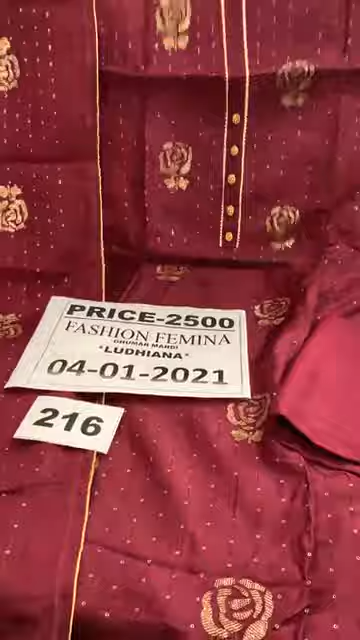 PRICE-2500
FASHION FEMINA
GHUMAR MANDI
*LUDHIANA*
04-01-2021
216